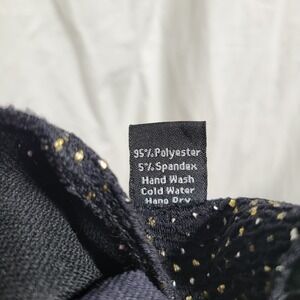 95% Polyester
5% Spandex
Hand Wash
Cold Water
Hang Dry